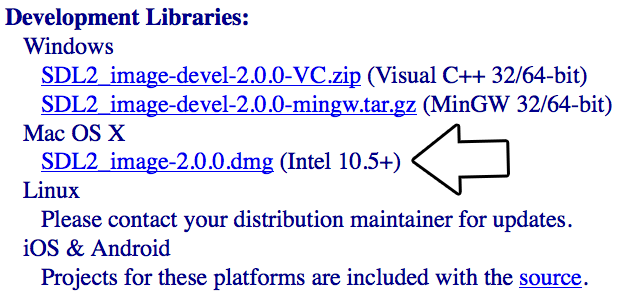 Development Libraries:
Windows
SDL2_image-devel-2.0.0-VC.zip (Visual C++ 32/64-bit)
SDL2_image-devel-2.0.0-mingw.tar.gz (MinGW 32/64-bit)
Mac OS X
SDL2_image-2.0.0.dmg (Intel 10.5+)
Linux
Please contact your distribution maintainer for updates.
iOS & Android
Projects for these platforms are included with the source.